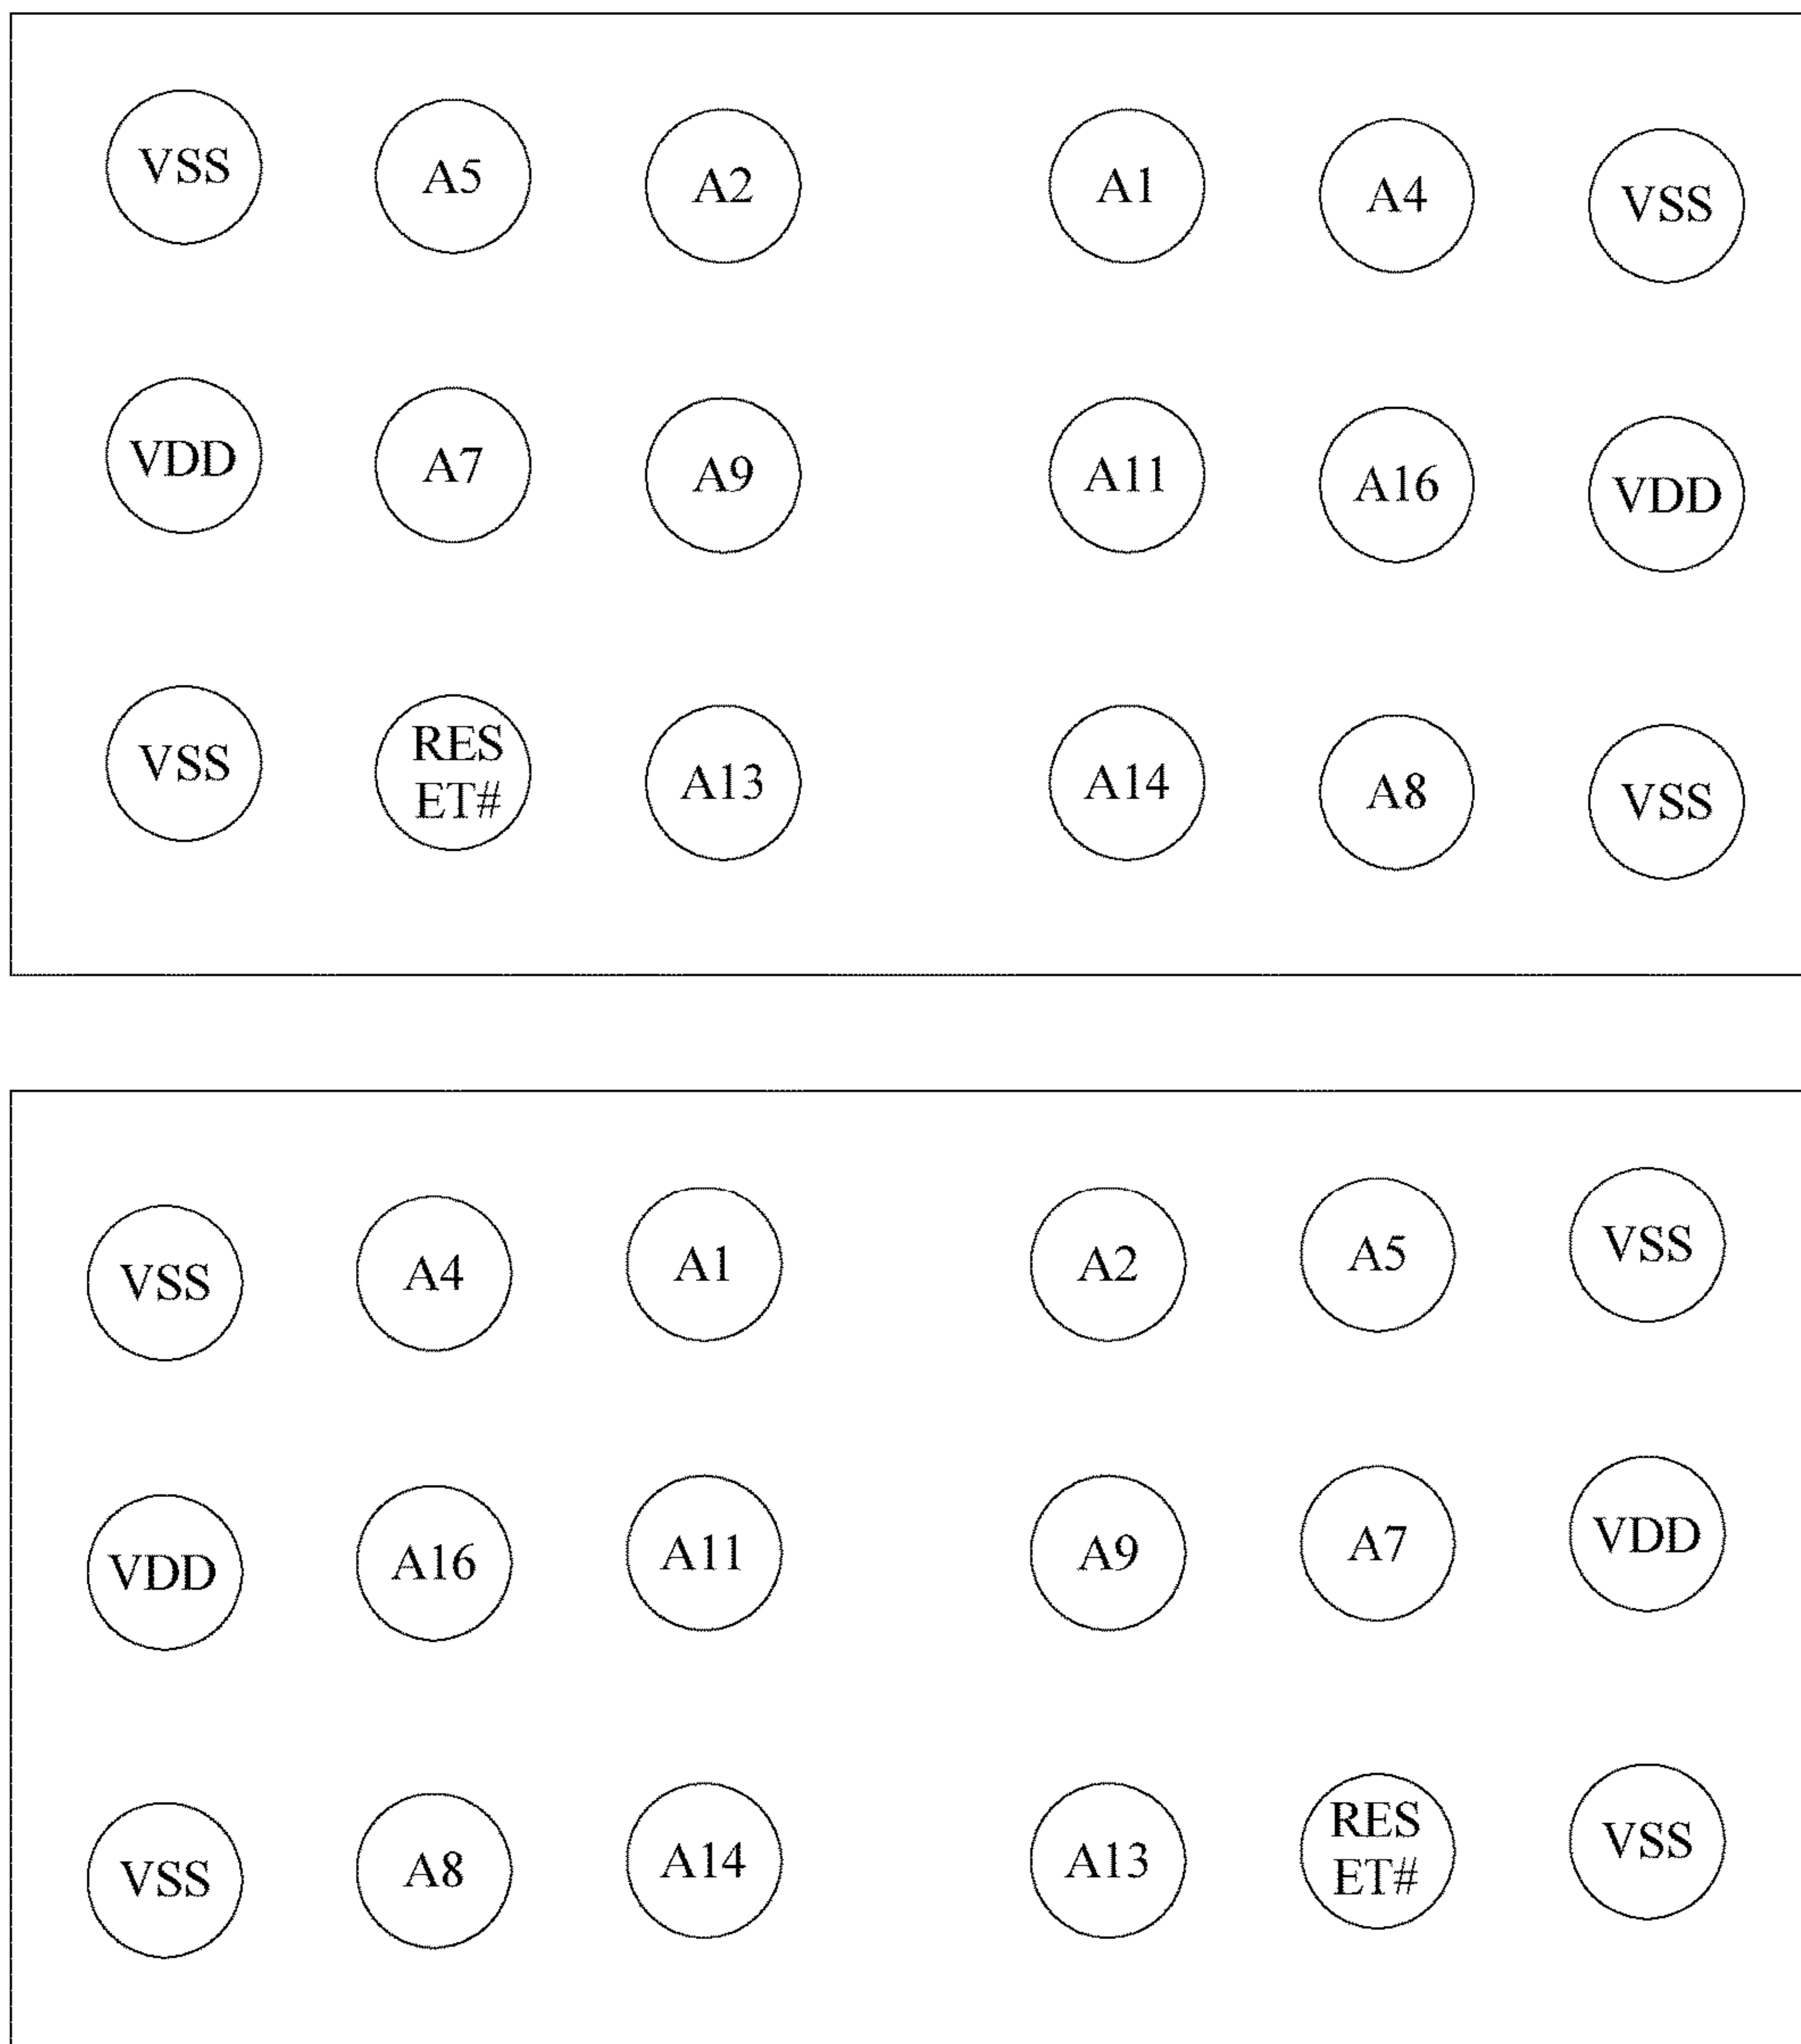 VSS A5 A2 A1 A4 VSS
VDD A7 A9 A11 A16 VDD
VSS RES ET# A13 A14 A8 VSS
VSS A4 A1 A2 A5 VSS
VDD A16 A11 A9 A7 VDD
VSS A8 A14 A13 RES ET# VSS